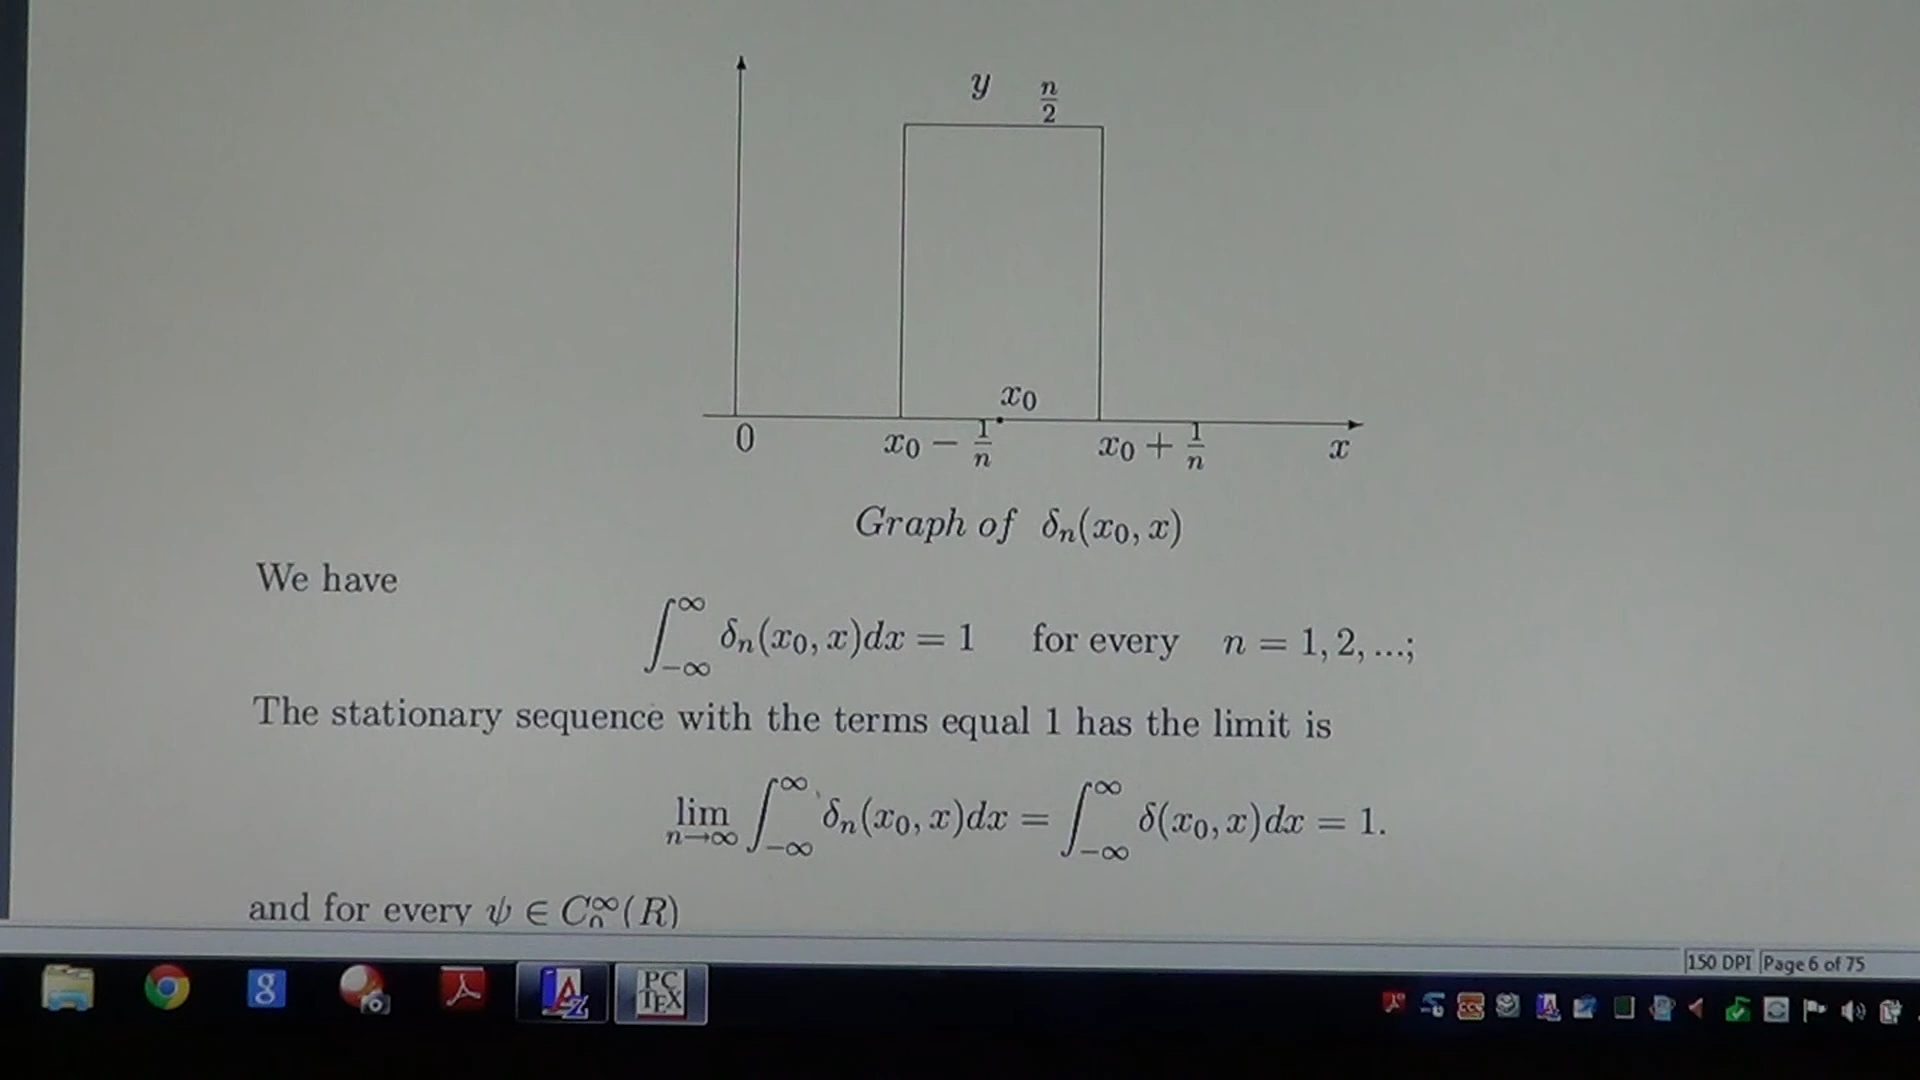 y n/2
x₀
0 x₀ − 1/n x₀ + 1/n x
Graph of δₙ(x₀, x)
We have
∫_{−∞}^{∞} δₙ(x₀, x)dx = 1 for every n = 1, 2, ...;
The stationary sequence with the terms equal 1 has the limit is
lim_{n→∞} ∫_{−∞}^{∞} δₙ(x₀, x)dx = ∫_{−∞}^{∞} δ(x₀, x)dx = 1.
and for every ψ ∈ C₀^∞(R)
150 DPI Page 6 of 75
g A Z PC TEX